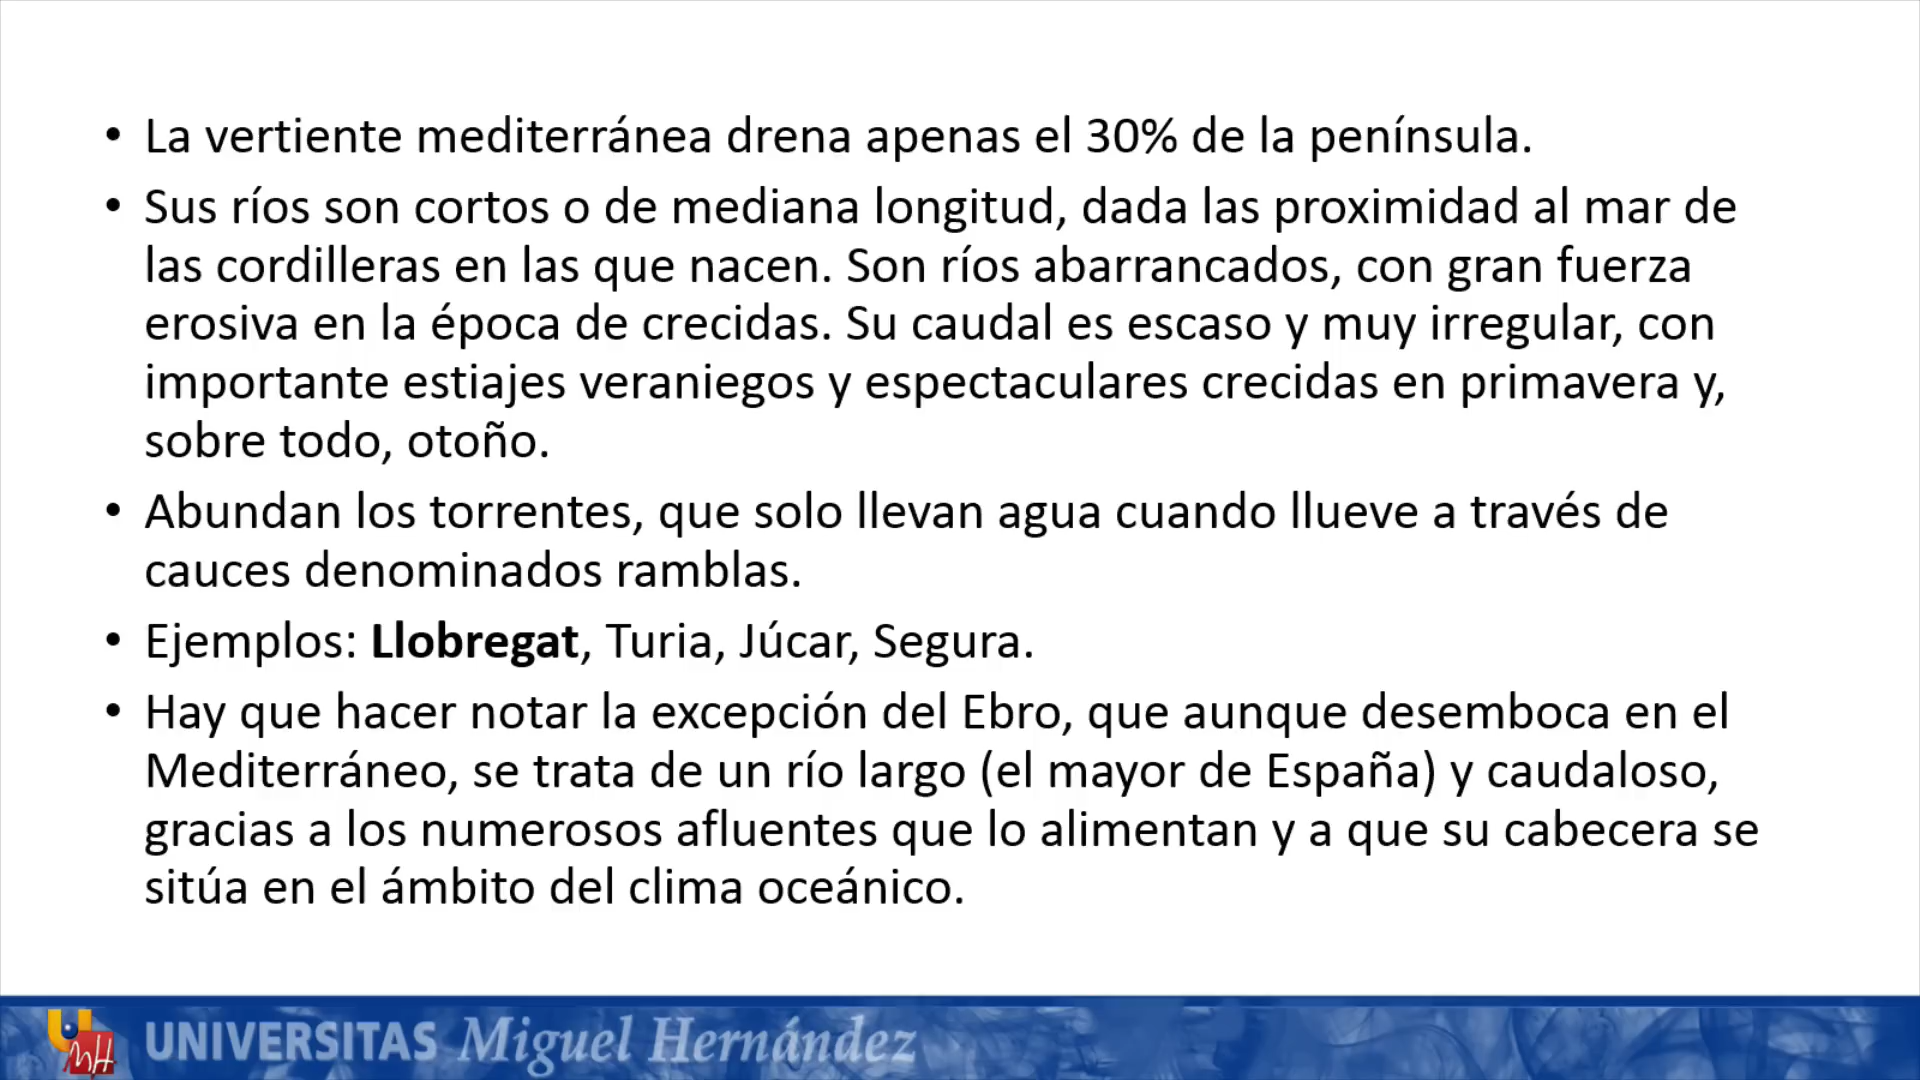 • La vertiente mediterránea drena apenas el 30% de la península.
• Sus ríos son cortos o de mediana longitud, dada las proximidad al mar de
las cordilleras en las que nacen. Son ríos abarrancados, con gran fuerza
erosiva en la época de crecidas. Su caudal es escaso y muy irregular, con
importante estiajes veraniegos y espectaculares crecidas en primavera y,
sobre todo, otoño.
• Abundan los torrentes, que solo llevan agua cuando llueve a través de
cauces denominados ramblas.
• Ejemplos: Llobregat, Turia, Júcar, Segura.
• Hay que hacer notar la excepción del Ebro, que aunque desemboca en el
Mediterráneo, se trata de un río largo (el mayor de España) y caudaloso,
gracias a los numerosos afluentes que lo alimentan y a que su cabecera se
sitúa en el ámbito del clima oceánico.
UMH UNIVERSITAS Miguel Hernández